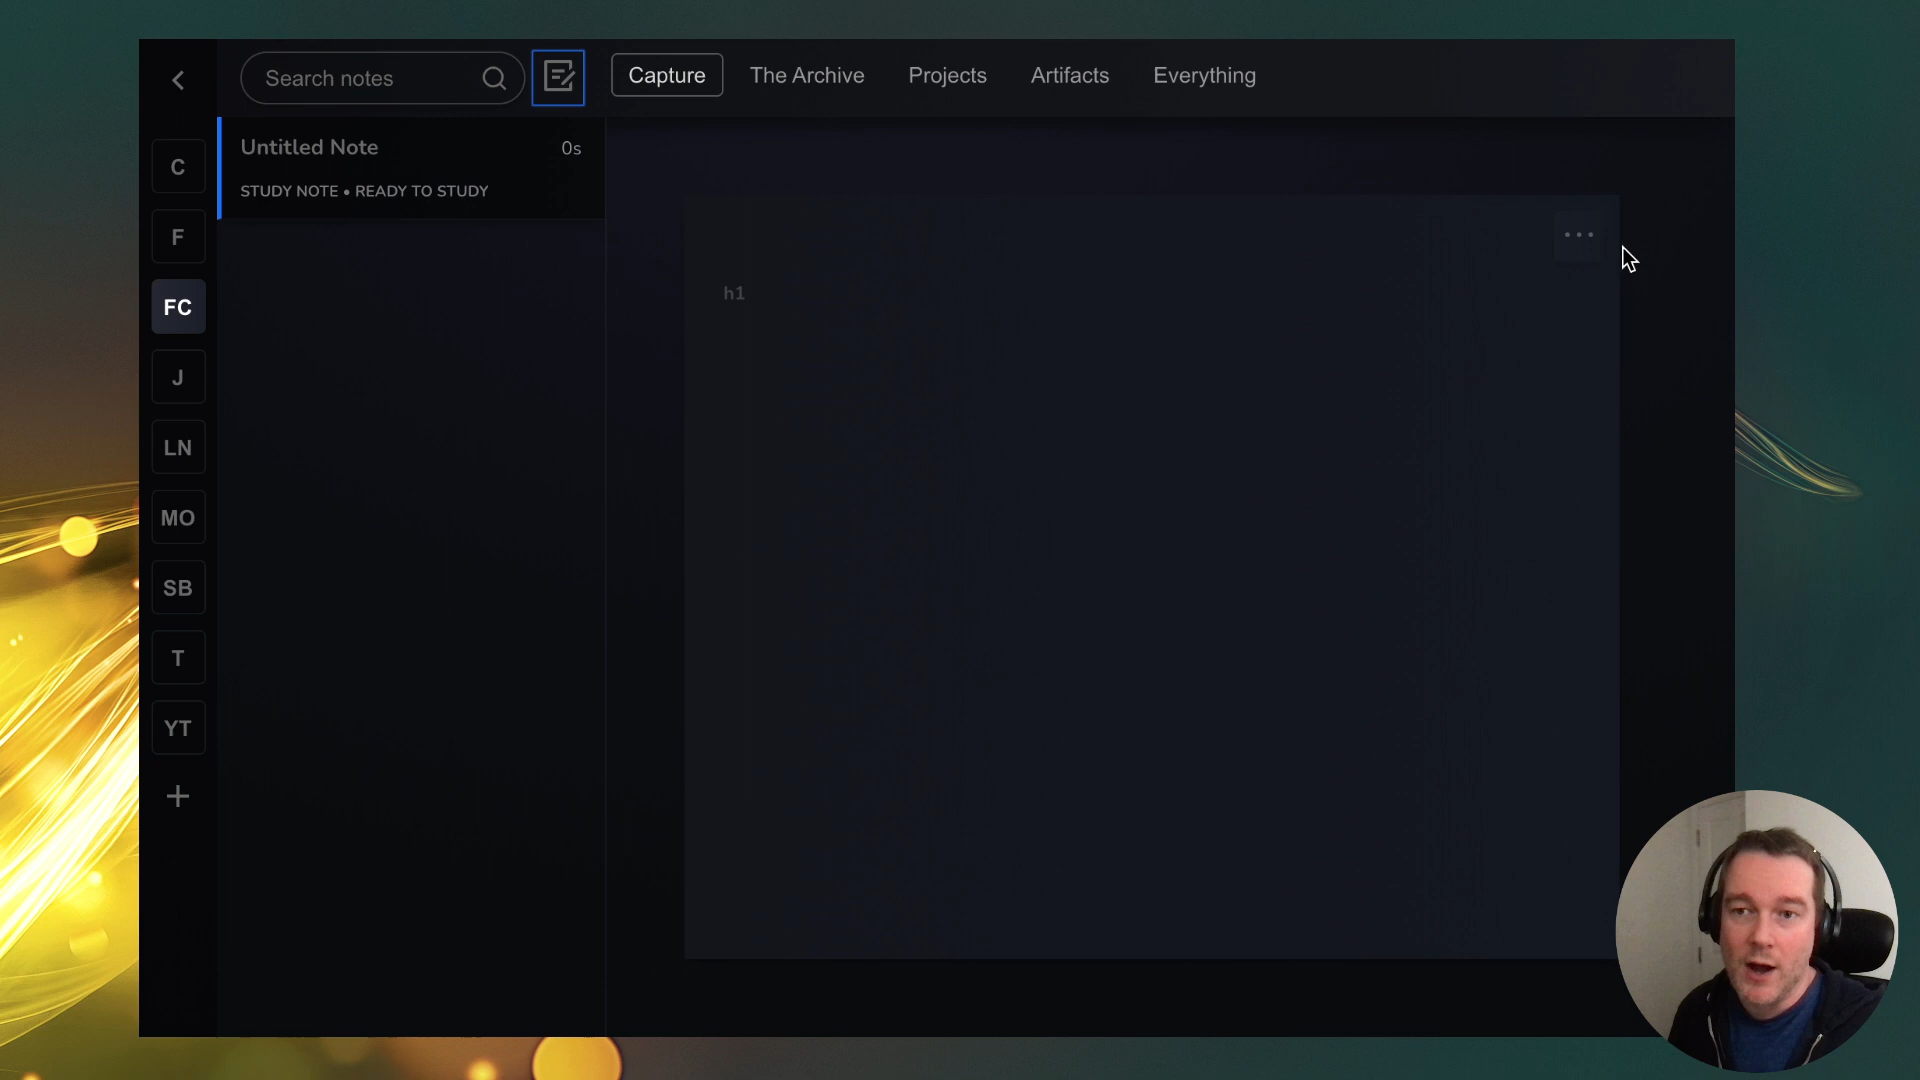 Search notes
Capture
The Archive
Projects
Artifacts
Everything
C
F
FC
J
LN
MO
SB
T
YT
Untitled Note
0s
STUDY NOTE • READY TO STUDY
h1